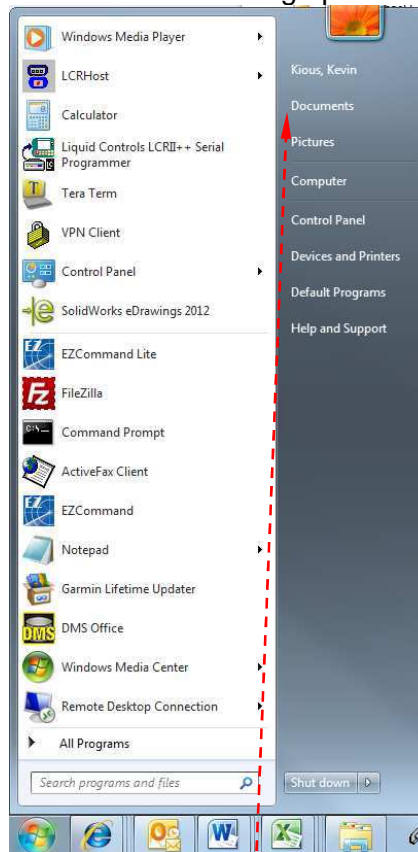 Windows Media Player
LCRHost
Calculator
Liquid Controls LCRII++ Serial
Programmer
Tera Term
VPN Client
Control Panel
SolidWorks eDrawings 2012
EZCommand Lite
FileZilla
Command Prompt
ActiveFax Client
EZCommand
Notepad
Garmin Lifetime Updater
DMS Office
Windows Media Center
Remote Desktop Connection
All Programs
Search programs and files
Kious, Kevin
Documents
Pictures
Computer
Control Panel
Devices and Printers
Default Programs
Help and Support
Shut down